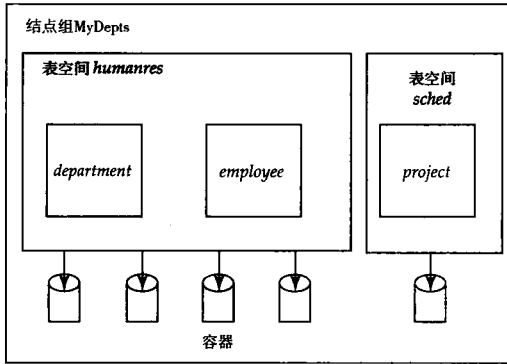 结点组MyDepts
表空间 humanres
表空间
sched
department
employee
project
容器